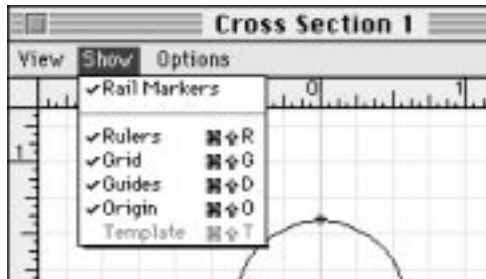 Cross Section 1
View Show Options
✓Rail Markers
0 1
✓Rulers ⌘⇧R
1
✓Grid ⌘⇧G
✓Guides ⌘⇧D
✓Origin ⌘⇧O
Template ⌘⇧T